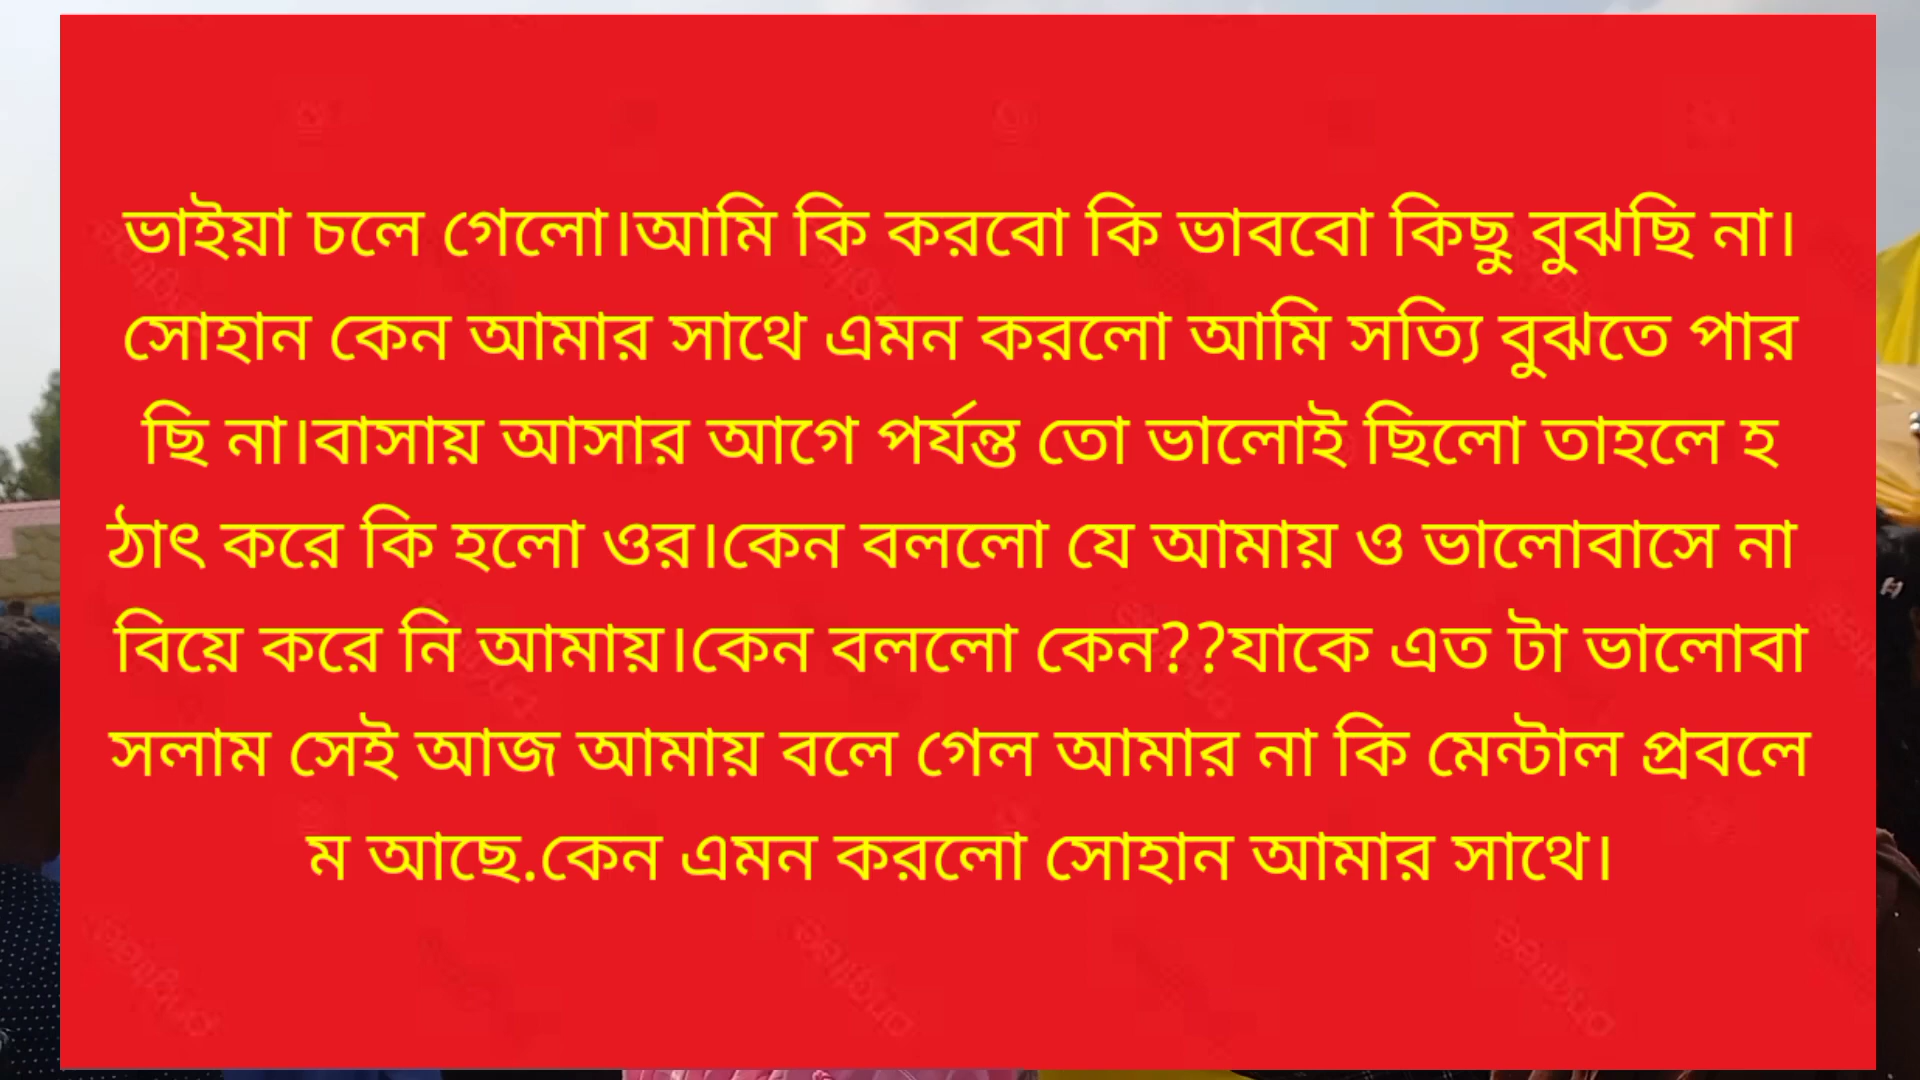 ভাইয়া চলে গেলো।আমি কি করবো কি ভাববো কিছু বুঝছি না।
সোহান কেন আমার সাথে এমন করলো আমি সত্যি বুঝতে পার
ছি না।বাসায় আসার আগে পর্যন্ত তো ভালোই ছিলো তাহলে হ
ঠাৎ করে কি হলো ওর।কেন বললো যে আমায় ও ভালোবাসে না
বিয়ে করে নি আমায়।কেন বললো কেন??যাকে এত টা ভালোবা
সলাম সেই আজ আমায় বলে গেল আমার না কি মেন্টাল প্রবলে
ম আছে.কেন এমন করলো সোহান আমার সাথে।